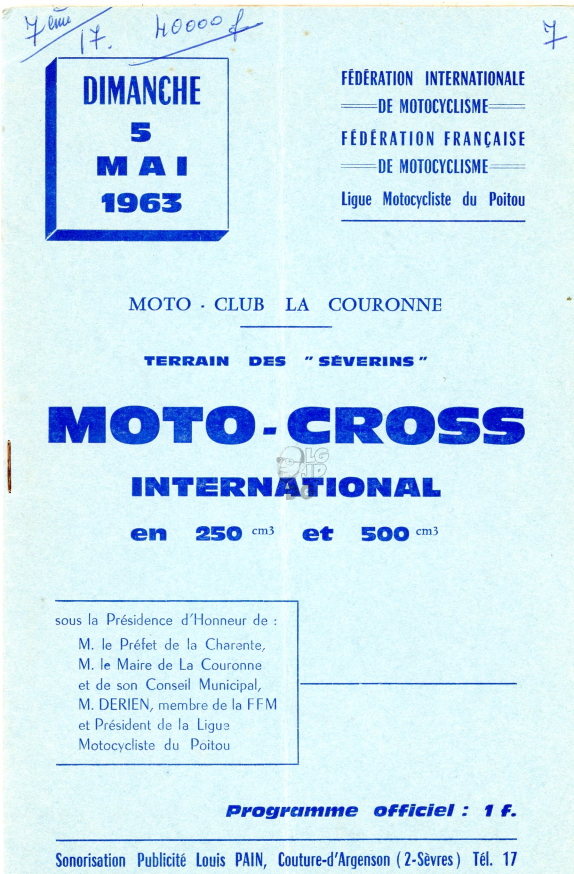 7ème
17.
40000 f
7
DIMANCHE
5
MAI
1963
FÉDÉRATION INTERNATIONALE
DE MOTOCYCLISME
FÉDÉRATION FRANÇAISE
DE MOTOCYCLISME
Ligue Motocycliste du Poitou
MOTO - CLUB LA COURONNE
TERRAIN DES "SÉVERINS"
MOTO - CROSS
LG
JP
INTERNATIONAL
en 250 cm3 et 500 cm3
sous la Présidence d'Honneur de :
M. le Préfet de la Charente,
M. le Maire de La Couronne
et de son Conseil Municipal,
M. DERIEN, membre de la FFM
et Président de la Ligue
Motocycliste du Poitou
Programme officiel : 1 f.
Sonorisation Publicité Louis PAIN, Couture-d'Argenson (2-Sèvres) Tél. 17